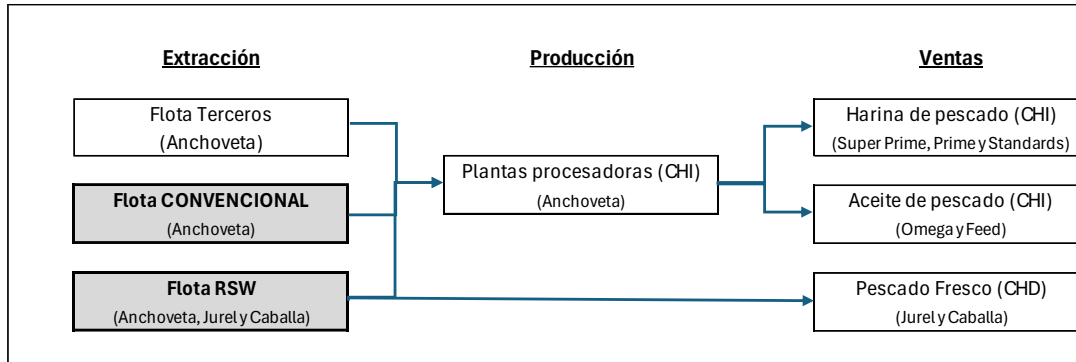 Extracción
Producción
Ventas
Flota Terceros
(Anchoveta)
Flota CONVENCIONAL
(Anchoveta)
Flota RSW
(Anchoveta, Jurel y Caballa)
Plantas procesadoras (CHI)
(Anchoveta)
Harina de pescado (CHI)
(Super Prime, Prime y Standards)
Aceite de pescado (CHI)
(Omega y Feed)
Pescado Fresco (CHD)
(Jurel y Caballa)